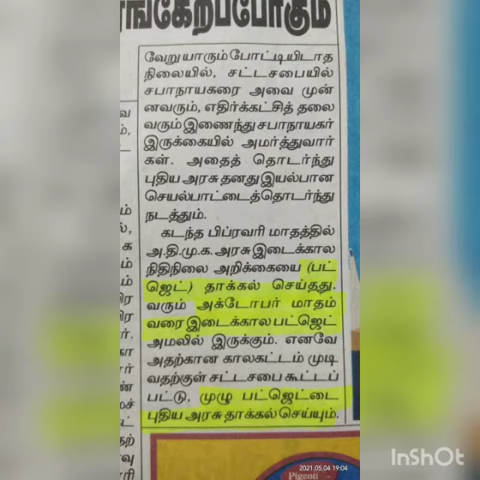 ரங்கேறப்போகும்
வேறு யாரும் போட்டியிடாத
நிலையில், சட்டசபையில்
சபாநாயகரை அவை முன்
னவரும், எதிர்க்கட்சித் தலை
வரும் இணைந்து சபாநாயகர்
இருக்கையில் அமர்த்துவார்
கள். அதைத் தொடர்ந்து
புதிய அரசு தனது இயல்பான
செயல்பாட்டைத்தொடர்ந்து
நடத்தும்.
கடந்த பிப்ரவரி மாதத்தில்
அ.தி.மு.க. அரசு இடைக்கால
நிதிநிலை அறிக்கையை (பட்
ஜெட்) தாக்கல் செய்தது.
வரும் அக்டோபர் மாதம்
வரை இடைக்கால பட்ஜெட்
அமலில் இருக்கும். எனவே
அதற்கான காலகட்டம் முடி
வதற்குள் சட்டசபை கூட்டப்
பட்டு, முழு பட்ஜெட்டை
புதிய அரசு தாக்கல் செய்யும்.
2021.05.04 19:04
Pigeon
InShOt